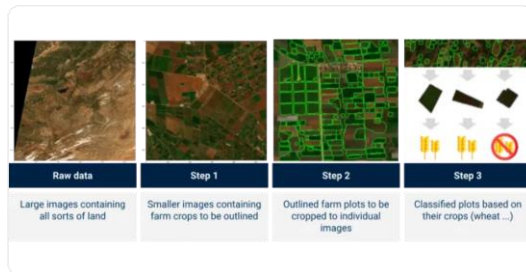 Raw data
Large images containing
all sorts of land
Step 1
Smaller images containing
farm crops to be outlined
Step 2
Outlined farm plots to be
cropped to individual
images
Step 3
Classified plots based on
their crops (wheat ...)